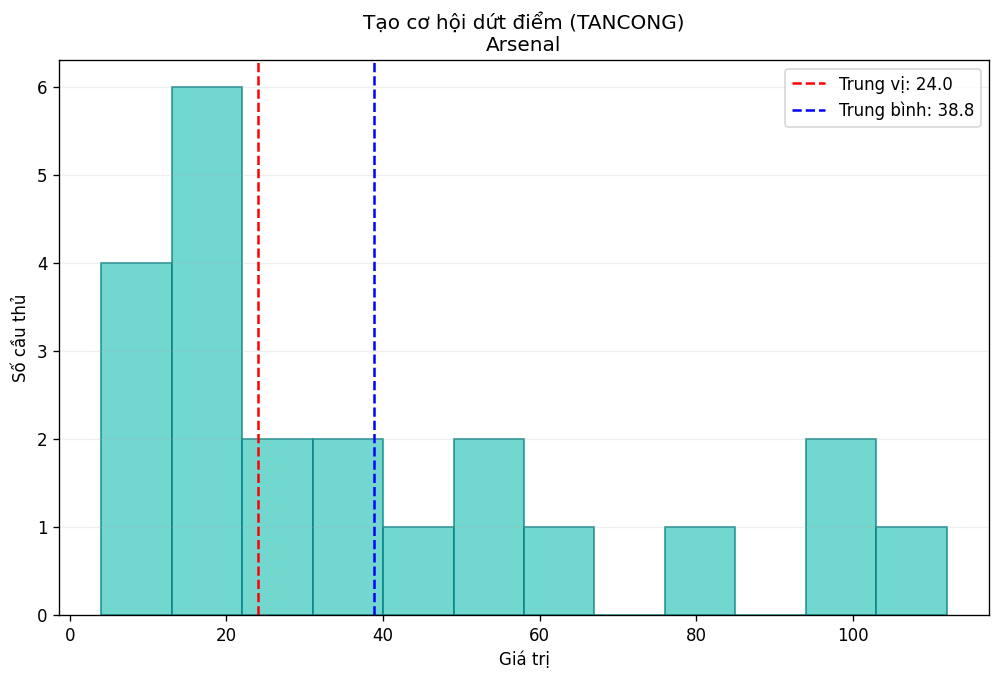 Tạo cơ hội dứt điểm (TANCONG)
Arsenal
Trung vị: 24.0
Trung bình: 38.8
Số cầu thủ
6
5
4
3
2
1
0
0 20 40 60 80 100
Giá trị